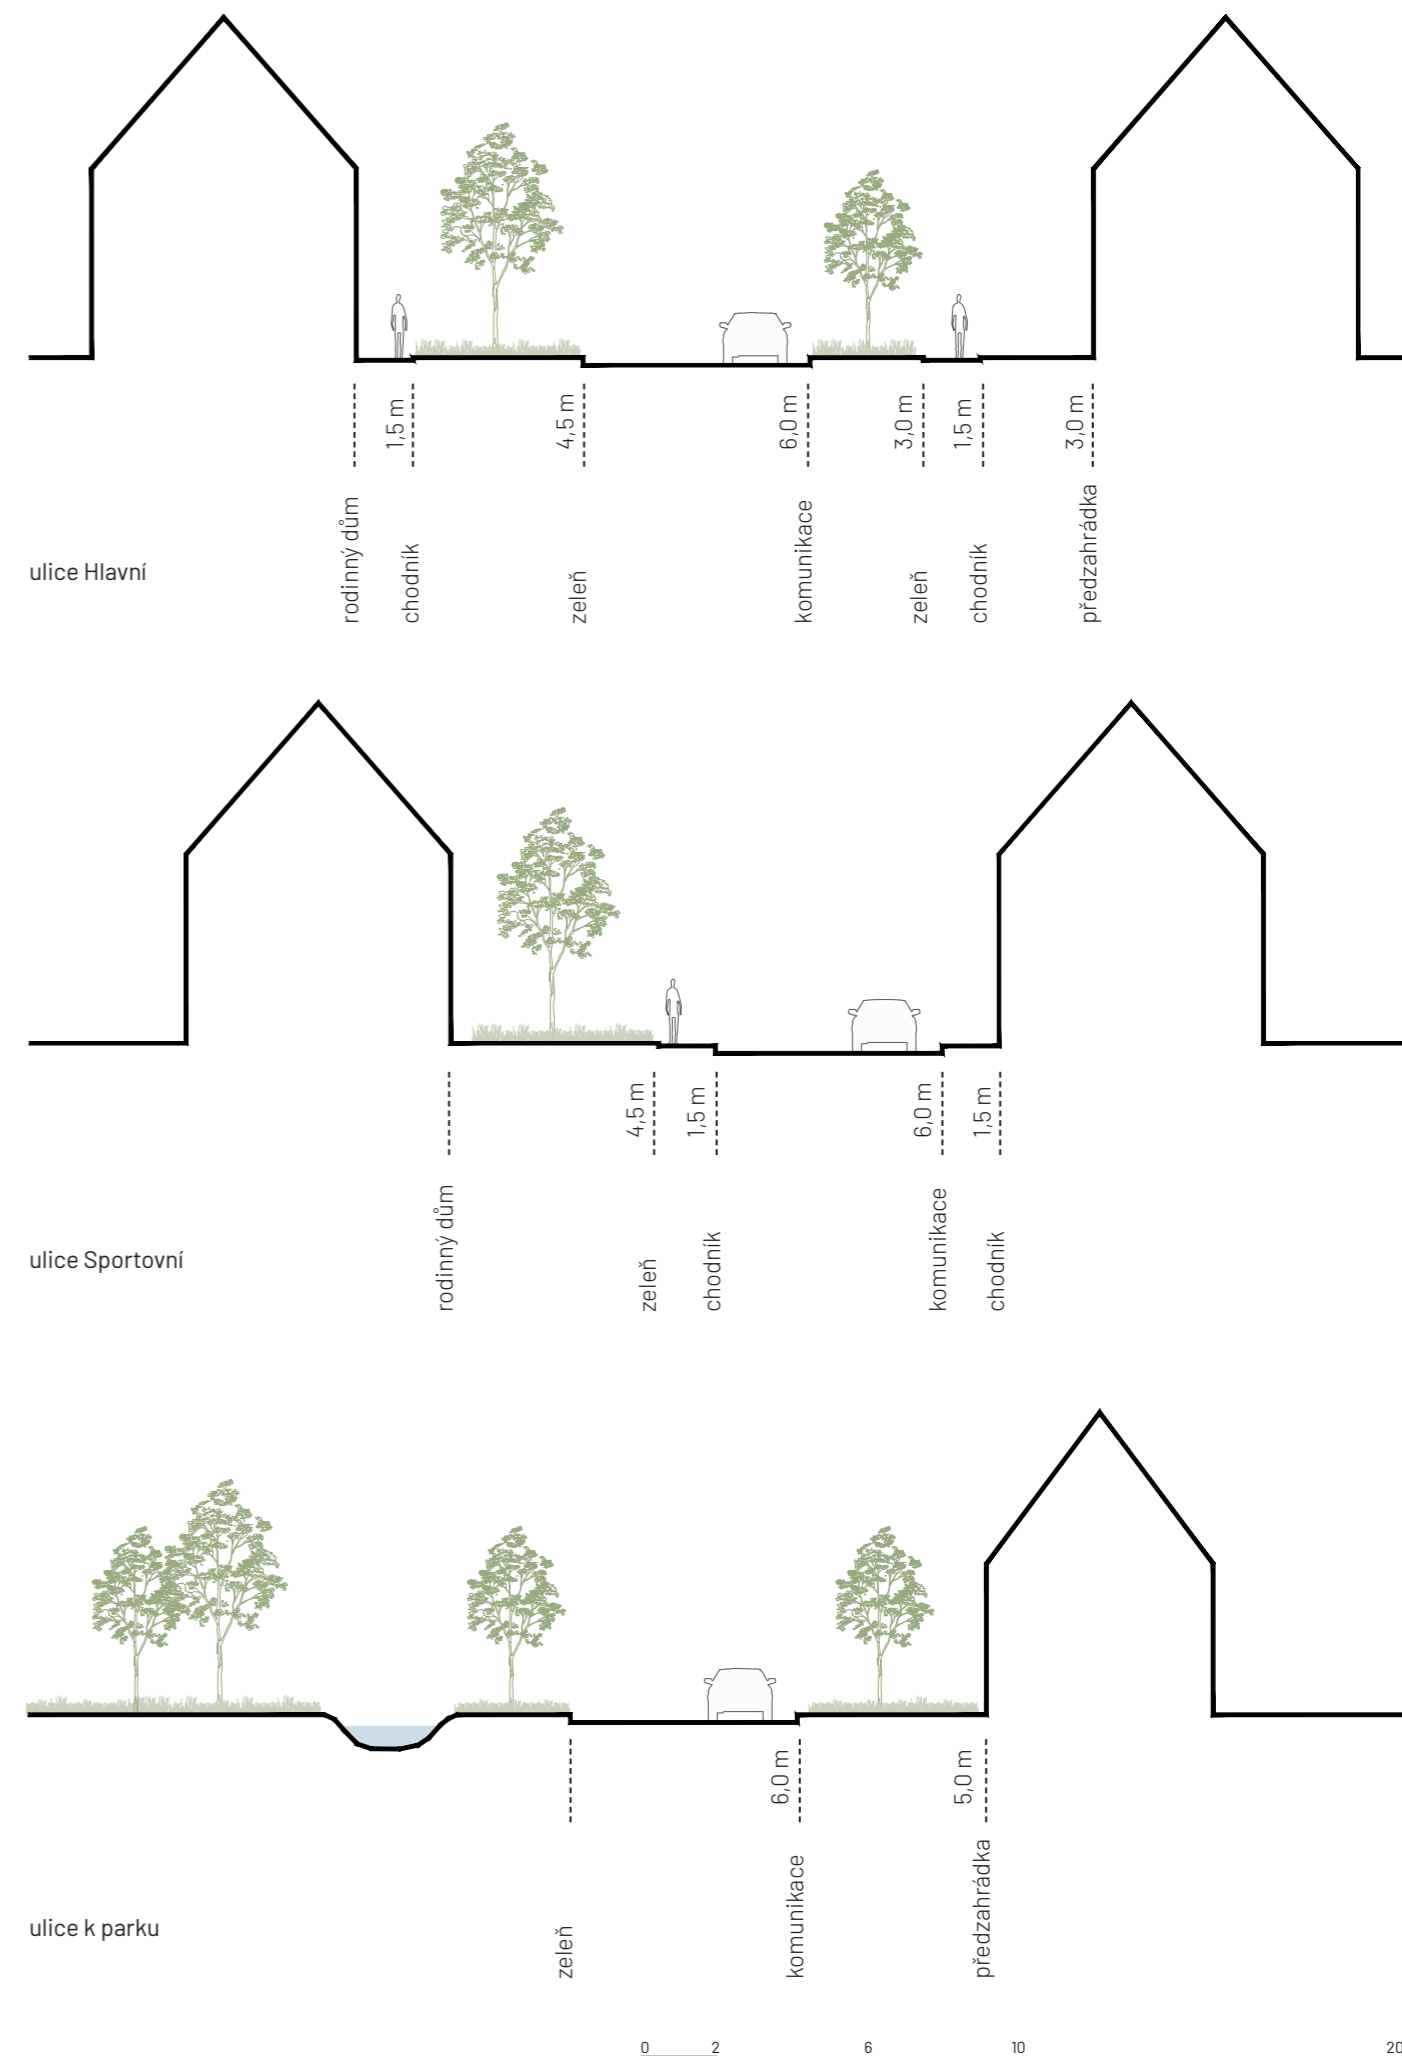 1,5 m
4,5 m
6,0 m
3,0 m
1,5 m
3,0 m
rodinný dům
chodník
zeleň
komunikace
zeleň
chodník
předzahrádka
ulice Hlavní
4,5 m
1,5 m
6,0 m
1,5 m
rodinný dům
zeleň
chodník
komunikace
chodník
ulice Sportovní
6,0 m
5,0 m
zeleň
komunikace
předzahrádka
ulice k parku
0 2 6 10 20